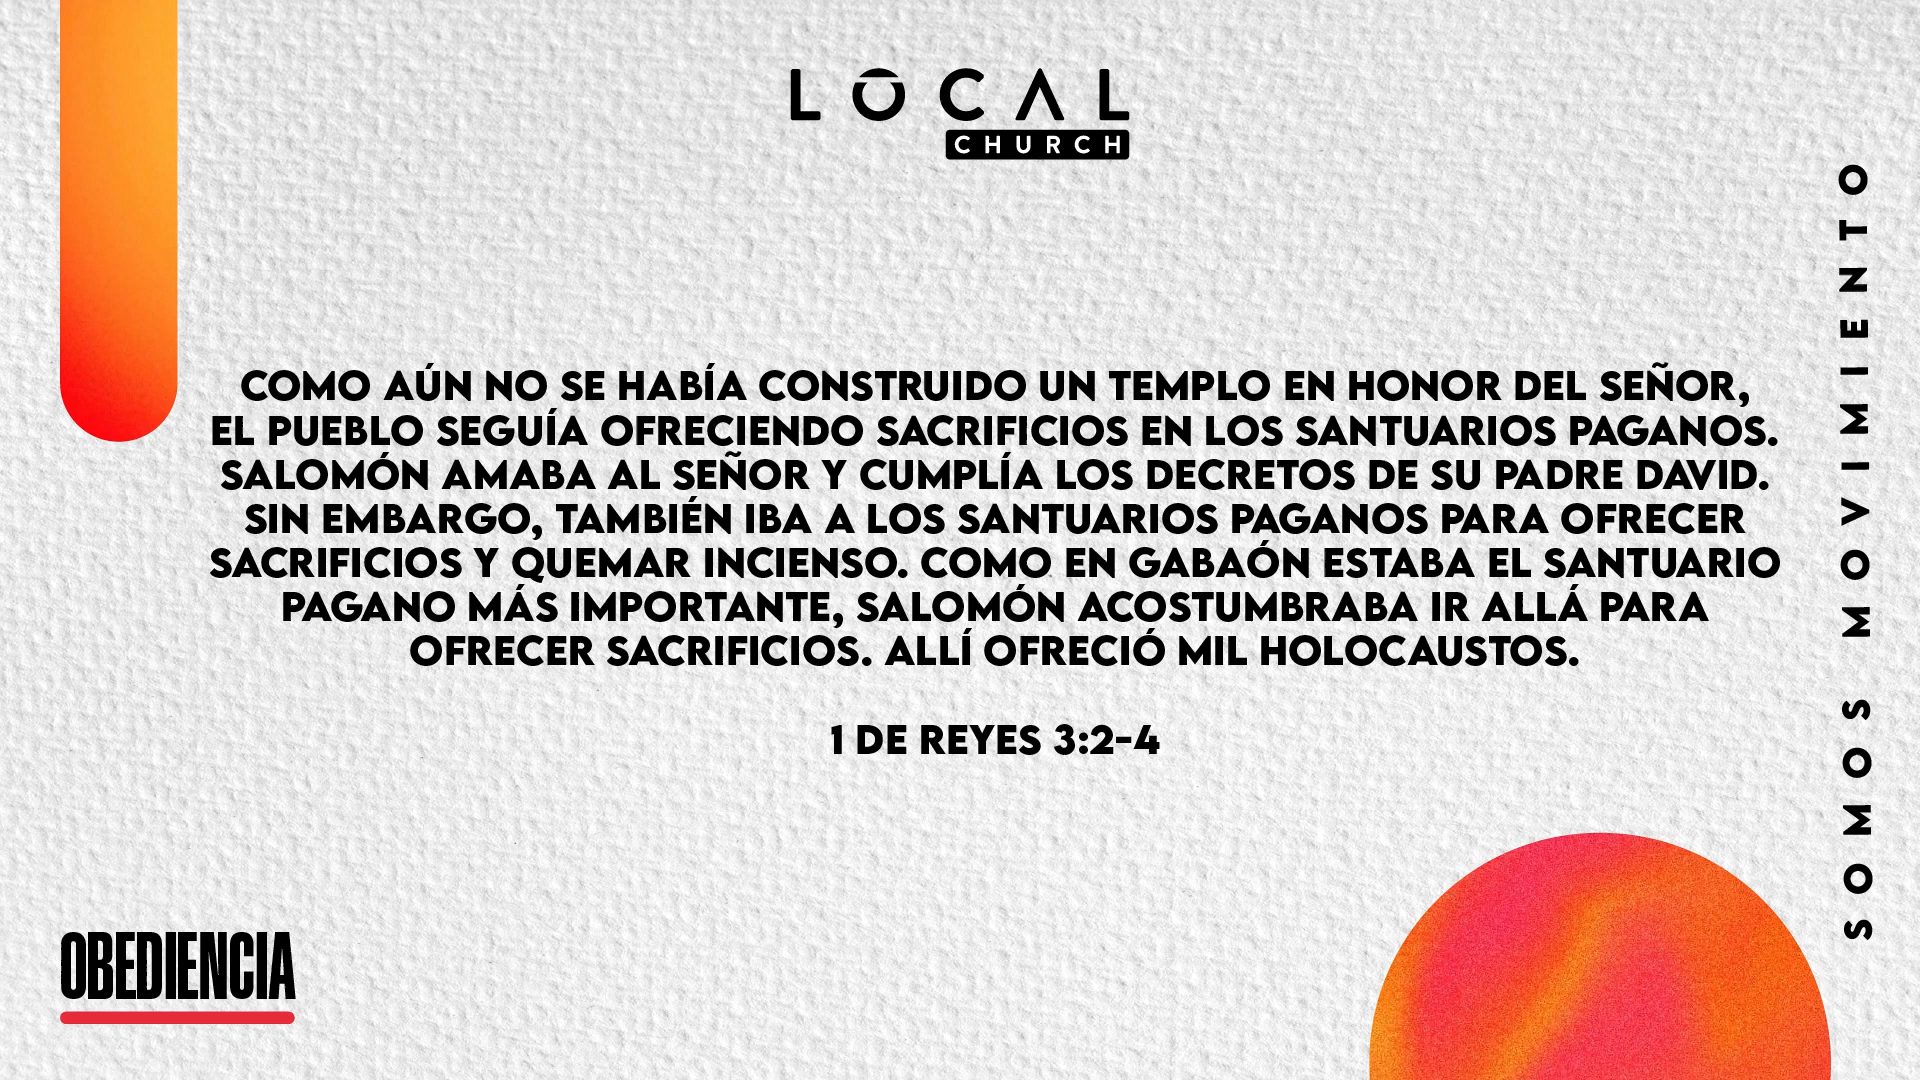 LOCAL
CHURCH
COMO AÚN NO SE HABÍA CONSTRUIDO UN TEMPLO EN HONOR DEL SEÑOR,
EL PUEBLO SEGUÍA OFRECIENDO SACRIFICIOS EN LOS SANTUARIOS PAGANOS.
SALOMÓN AMABA AL SEÑOR Y CUMPLÍA LOS DECRETOS DE SU PADRE DAVID.
SIN EMBARGO, TAMBIÉN IBA A LOS SANTUARIOS PAGANOS PARA OFRECER
SACRIFICIOS Y QUEMAR INCIENSO. COMO EN GABAÓN ESTABA EL SANTUARIO
PAGANO MÁS IMPORTANTE, SALOMÓN ACOSTUMBRABA IR ALLÁ PARA
OFRECER SACRIFICIOS. ALLÍ OFRECIÓ MIL HOLOCAUSTOS.
1 DE REYES 3:2-4
OBEDIENCIA
SOMOS MOVIMIENTO